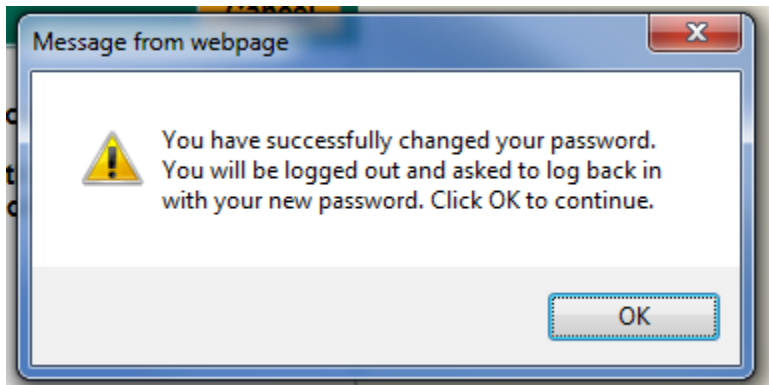 Cancel
Message from webpage
You have successfully changed your password.
You will be logged out and asked to log back in
with your new password. Click OK to continue.
OK